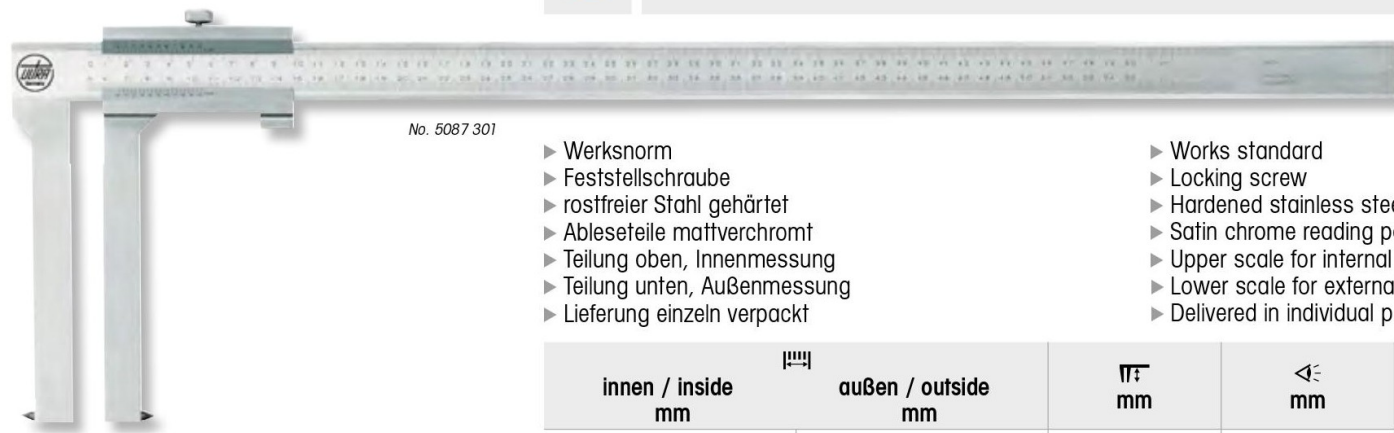 No. 5087 301
Werksnorm
Feststellschraube
rostfreier Stahl gehärtet
Ableseteile mattverchromt
Teilung oben, Innenmessung
Teilung unten, Außenmessung
Lieferung einzeln verpackt
Works standard
Locking screw
Hardened stainless stee
Satin chrome reading p
Upper scale for internal
Lower scale for externa
Delivered in individual p
innen / inside
mm
außen / outside
mm
mm
mm